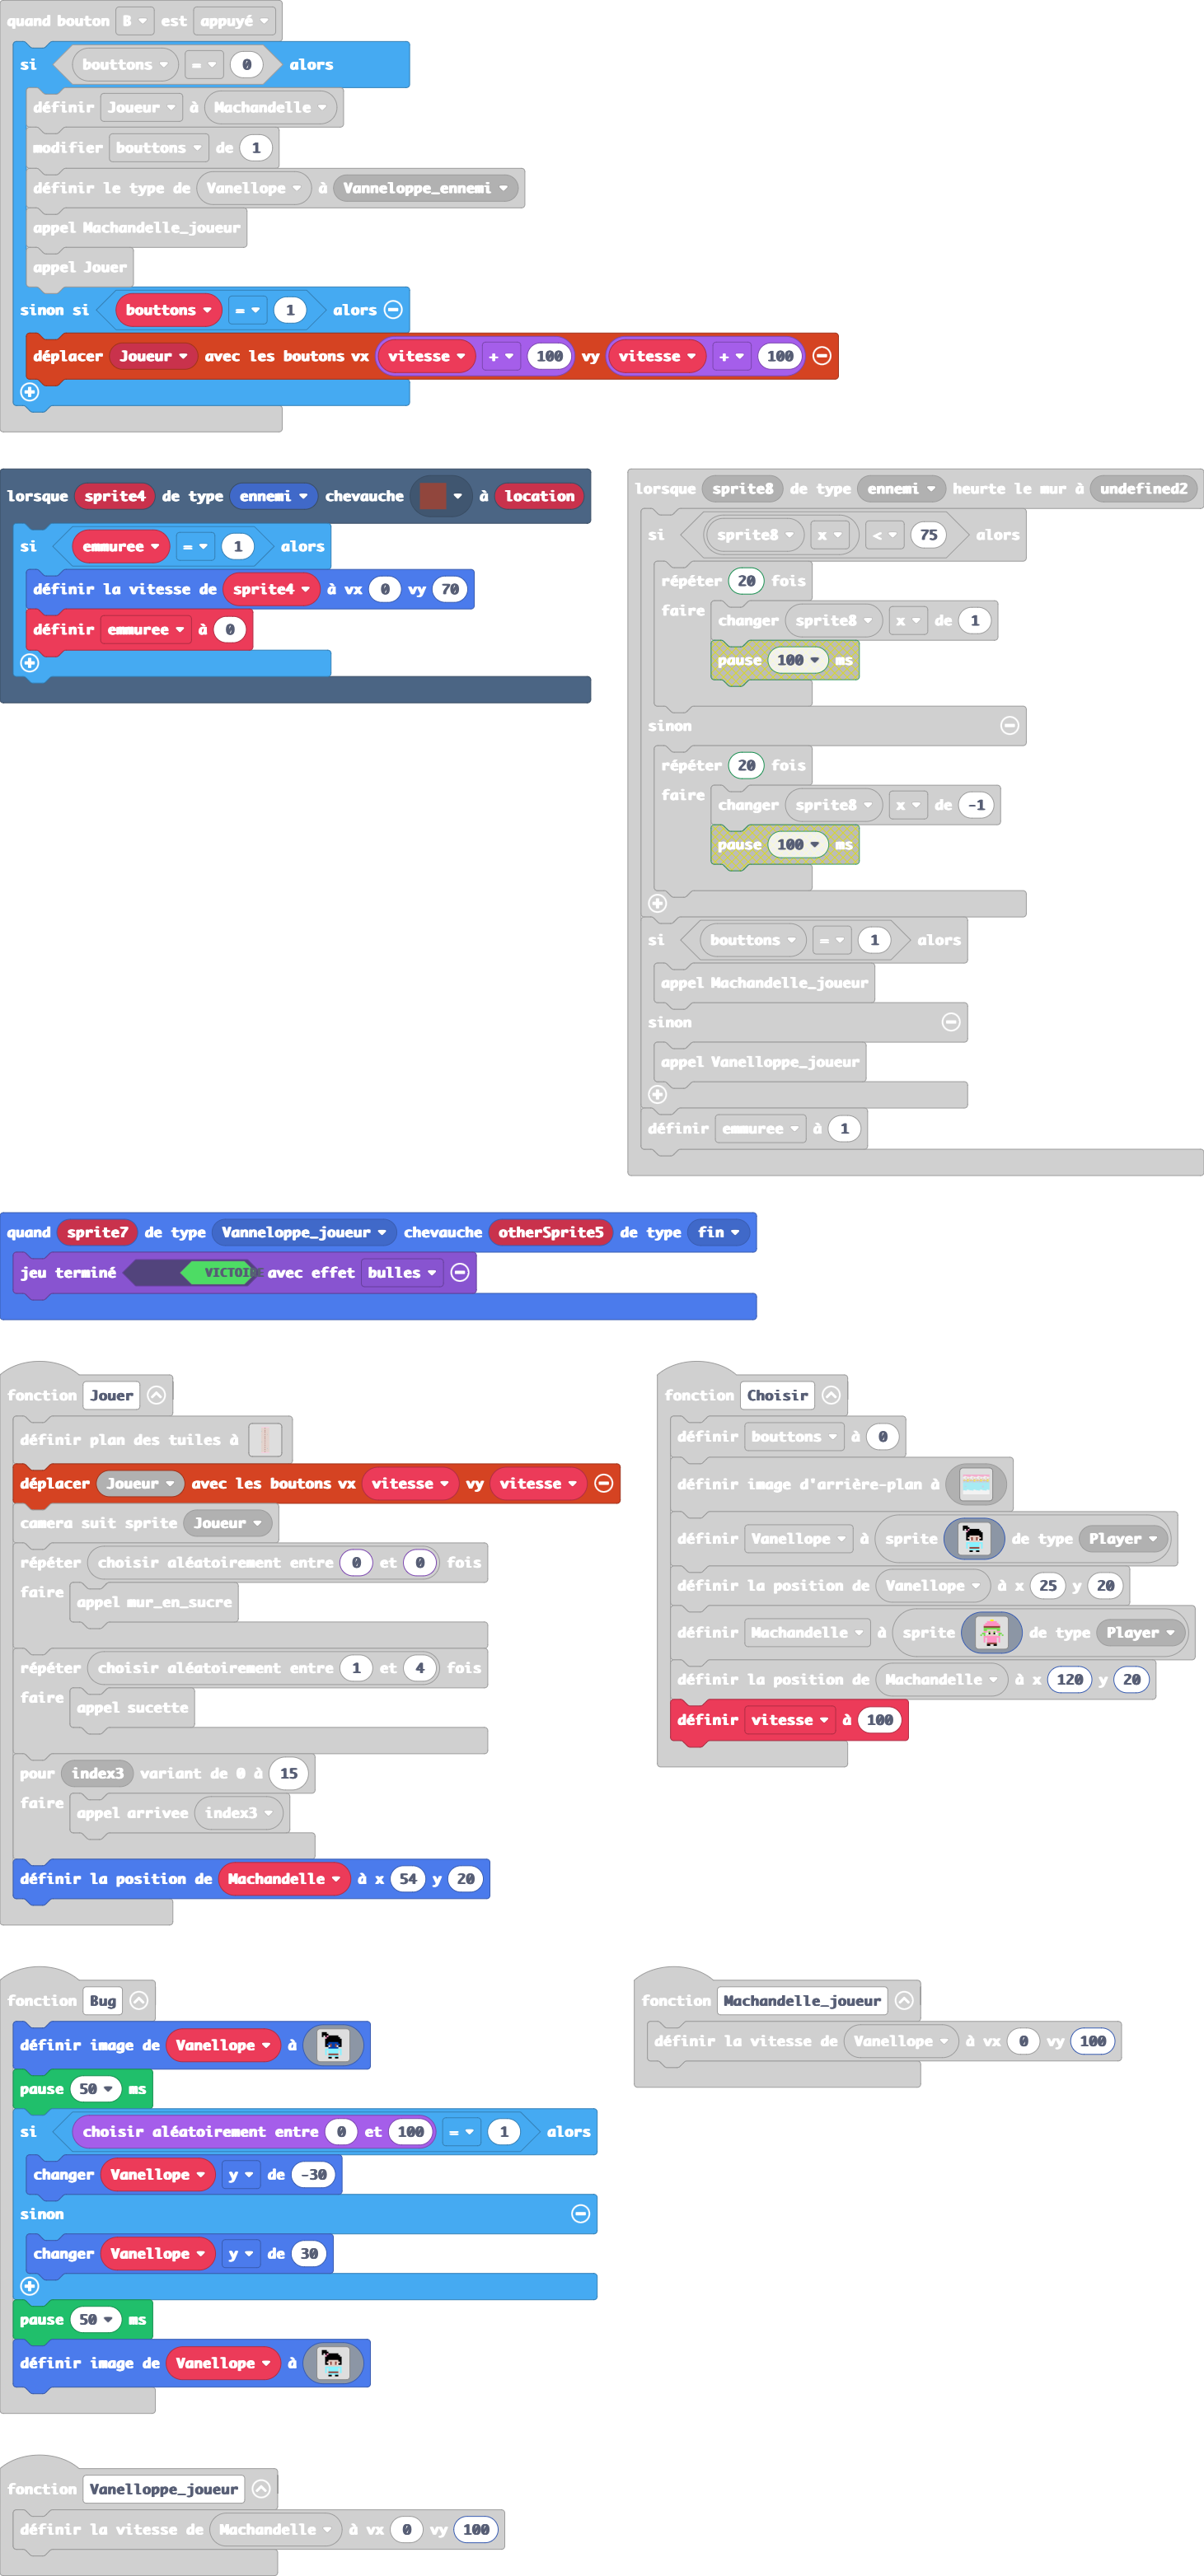 quand bouton B est appuyé
si bouttons = 0 alors
définir Joueur à Machandelle
modifier bouttons de 1
définir le type de Vanellope à Vanneloppe_ennemi
appel Machandelle_joueur
appel Jouer
sinon si bouttons = 1 alors
déplacer Joueur avec les boutons vx vitesse + 100 vy vitesse + 100
lorsque sprite4 de type ennemi chevauche à location
si emmuree = 1 alors
définir la vitesse de sprite4 à vx 0 vy 70
définir emmuree à 0
lorsque sprite8 de type ennemi heurte le mur à undefined2
si sprite8 x < 75 alors
répéter 20 fois
faire changer sprite8 x de 1
pause 100 ms
sinon
répéter 20 fois
faire changer sprite8 x de -1
pause 100 ms
si bouttons = 1 alors
appel Machandelle_joueur
sinon
appel Vanelloppe_joueur
définir emmuree à 1
quand sprite7 de type Vanneloppe_joueur chevauche otherSprite5 de type fin
jeu terminé VICTOIRE avec effet bulles
fonction Jouer
définir plan des tuiles à
déplacer Joueur avec les boutons vx vitesse vy vitesse
camera suit sprite Joueur
répéter choisir aléatoirement entre 0 et 0 fois
faire appel mur_en_sucre
répéter choisir aléatoirement entre 1 et 4 fois
faire appel sucette
pour index3 variant de 0 à 15
faire appel arrivee index3
définir la position de Machandelle à x 54 y 20
fonction Choisir
définir bouttons à 0
définir image d'arrière-plan à
définir Vanellope à sprite de type Player
définir la position de Vanellope à x 25 y 20
définir Machandelle à sprite de type Player
définir la position de Machandelle à x 120 y 20
définir vitesse à 100
fonction Bug
définir image de Vanellope à
pause 50 ms
si choisir aléatoirement entre 0 et 100 = 1 alors
changer Vanellope y de -30
sinon
changer Vanellope y de 30
pause 50 ms
définir image de Vanellope à
fonction Machandelle_joueur
définir la vitesse de Vanellope à vx 0 vy 100
fonction Vanelloppe_joueur
définir la vitesse de Machandelle à vx 0 vy 100